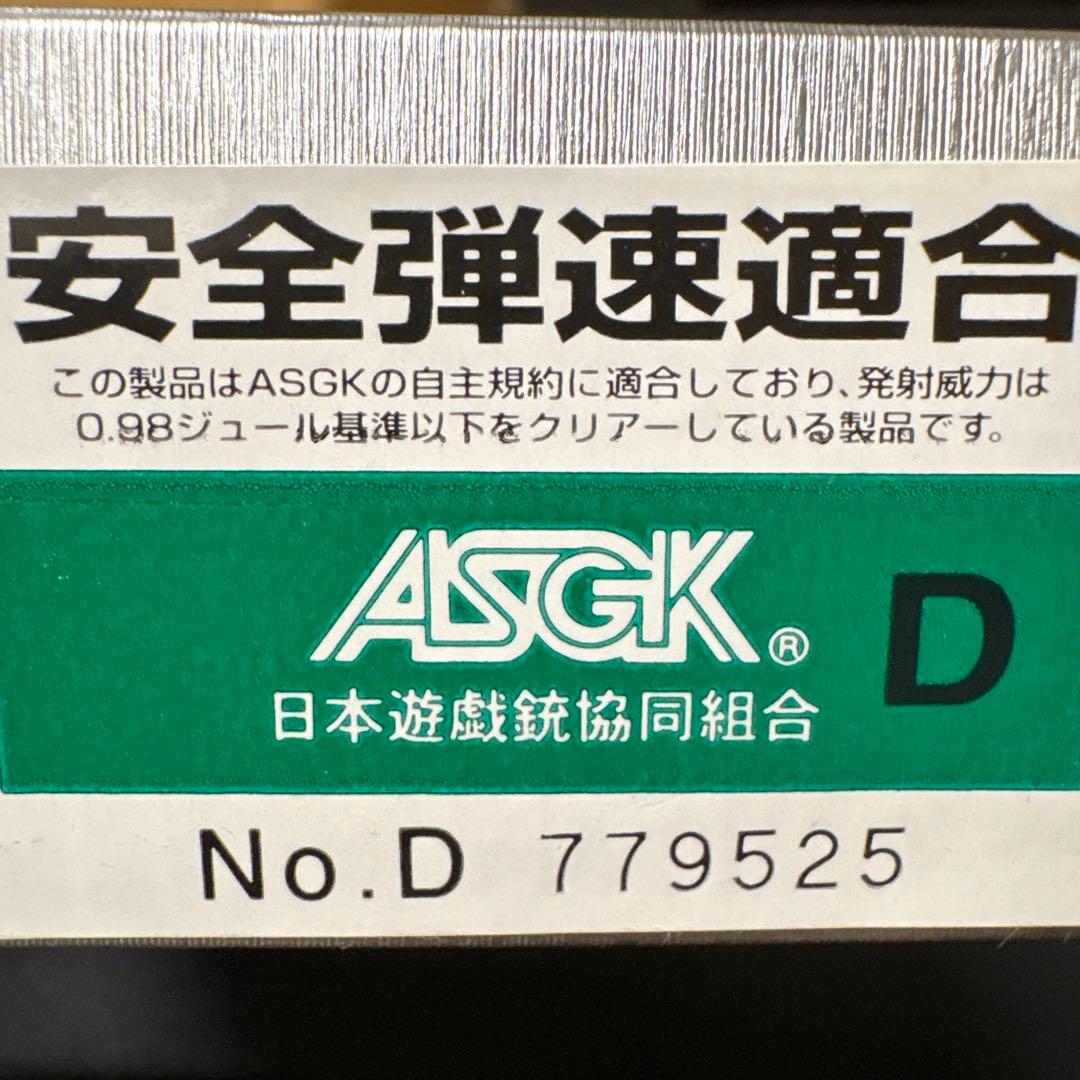 安全弾速適合
この製品はASGKの自主規約に適合しており、発射威力は
0.98ジュール基準以下をクリアーしている製品です。
ASGK® D
日本遊戯銃協同組合
No.D 779525